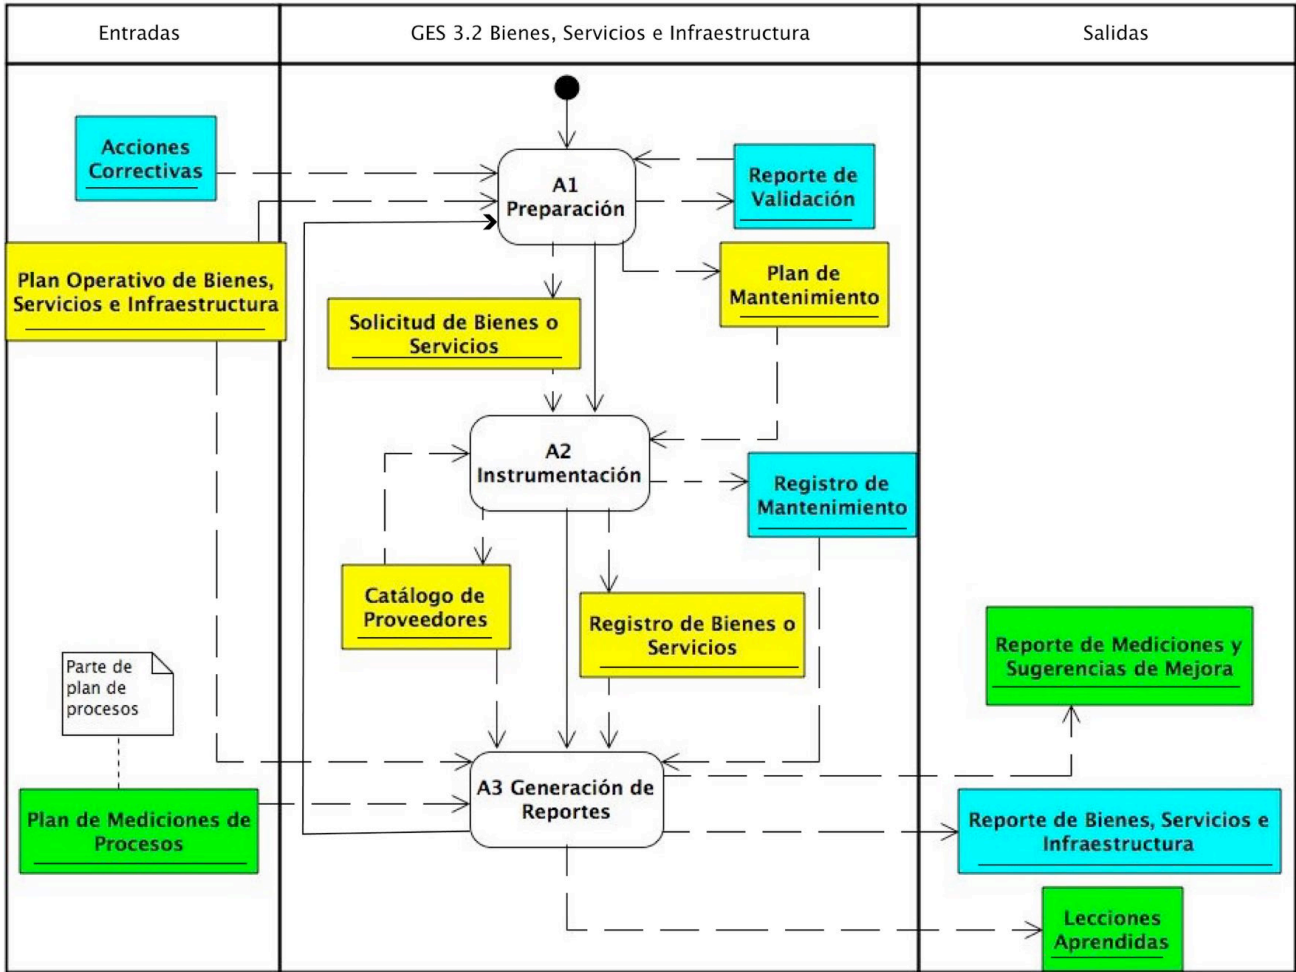 Entradas
GES 3.2 Bienes, Servicios e Infraestructura
Salidas
Acciones
Correctivas
A1
Preparación
Reporte de
Validación
Plan Operativo de Bienes,
Servicios e Infraestructura
Plan de
Mantenimiento
Solicitud de Bienes o
Servicios
A2
Instrumentación
Registro de
Mantenimiento
Catálogo de
Proveedores
Registro de Bienes o
Servicios
Reporte de Mediciones y
Sugerencias de Mejora
Parte de
plan de
procesos
A3 Generación de
Reportes
Plan de Mediciones de
Procesos
Reporte de Bienes, Servicios e
Infraestructura
Lecciones
Aprendidas